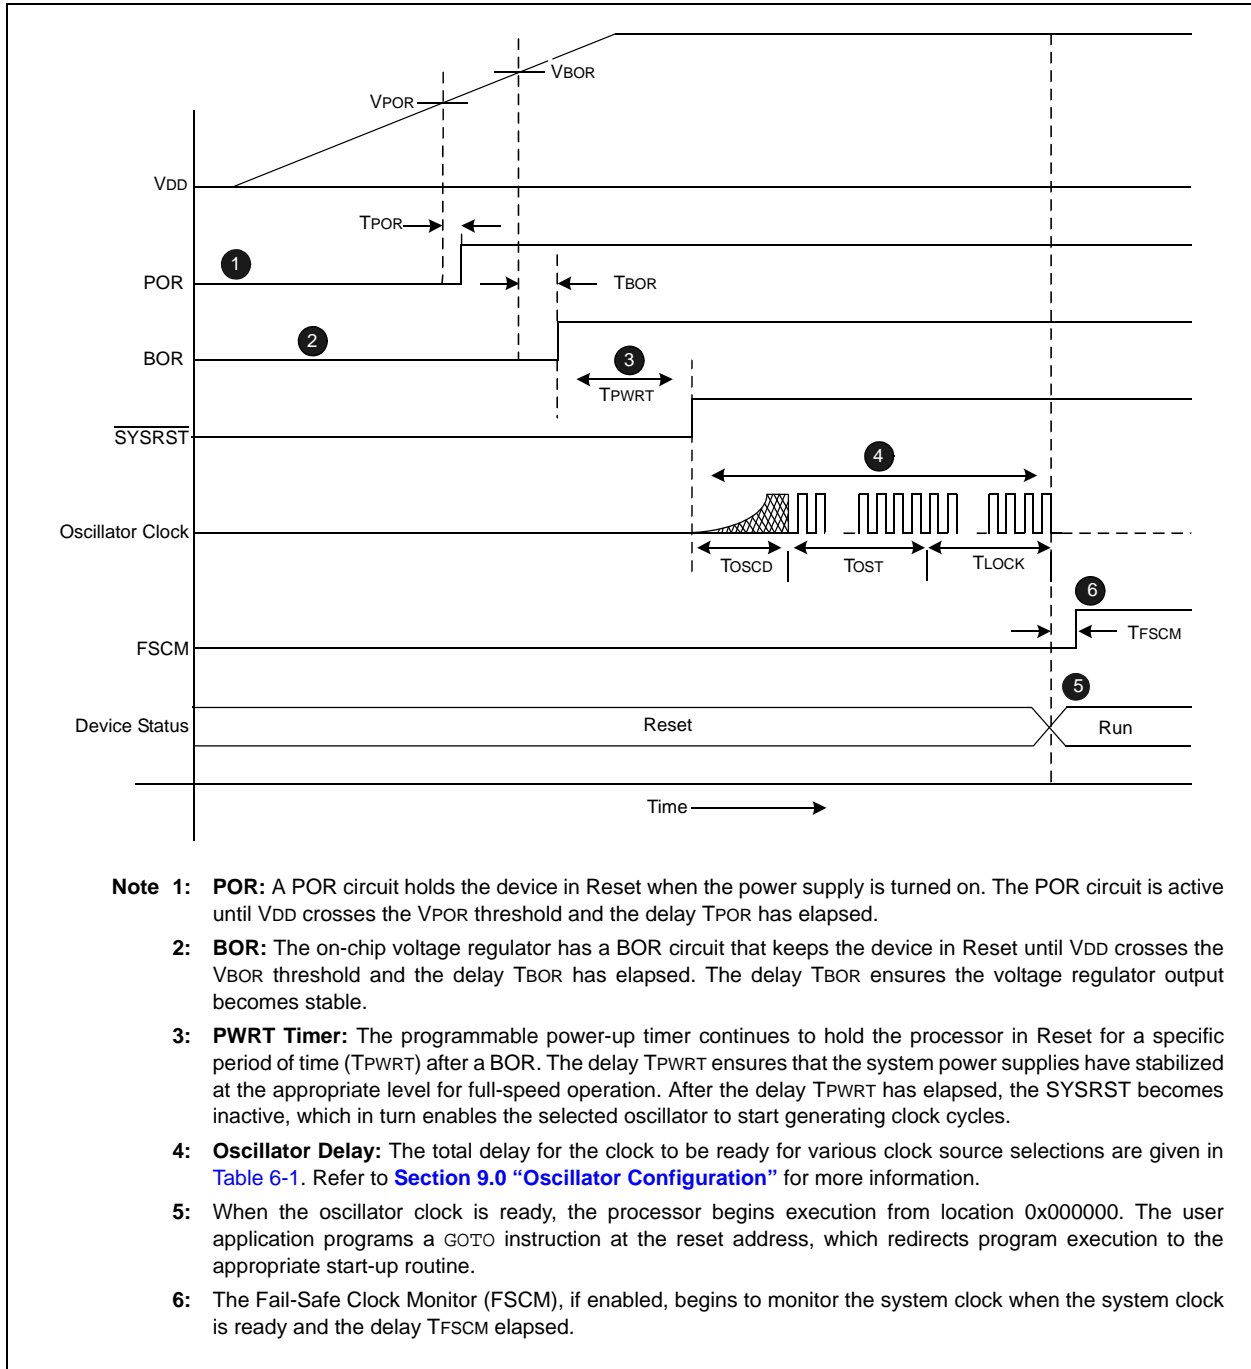 VBOR
VPOR
VDD
TPOR
1
POR
TBOR
2
BOR
3
TPWRT
SYSRST
4
Oscillator Clock
TOSCD
TOST
TLOCK
6
TFSCM
FSCM
5
Device Status
Reset
Run
Time
Note 1: POR: A POR circuit holds the device in Reset when the power supply is turned on. The POR circuit is active
until VDD crosses the VPOR threshold and the delay TPOR has elapsed.
2: BOR: The on-chip voltage regulator has a BOR circuit that keeps the device in Reset until VDD crosses the
VBOR threshold and the delay TBOR has elapsed. The delay TBOR ensures the voltage regulator output
becomes stable.
3: PWRT Timer: The programmable power-up timer continues to hold the processor in Reset for a specific
period of time (TPWRT) after a BOR. The delay TPWRT ensures that the system power supplies have stabilized
at the appropriate level for full-speed operation. After the delay TPWRT has elapsed, the SYSRST becomes
inactive, which in turn enables the selected oscillator to start generating clock cycles.
4: Oscillator Delay: The total delay for the clock to be ready for various clock source selections are given in
Table 6-1. Refer to Section 9.0 “Oscillator Configuration” for more information.
5: When the oscillator clock is ready, the processor begins execution from location 0x000000. The user
application programs a GOTO instruction at the reset address, which redirects program execution to the
appropriate start-up routine.
6: The Fail-Safe Clock Monitor (FSCM), if enabled, begins to monitor the system clock when the system clock
is ready and the delay TFSCM elapsed.